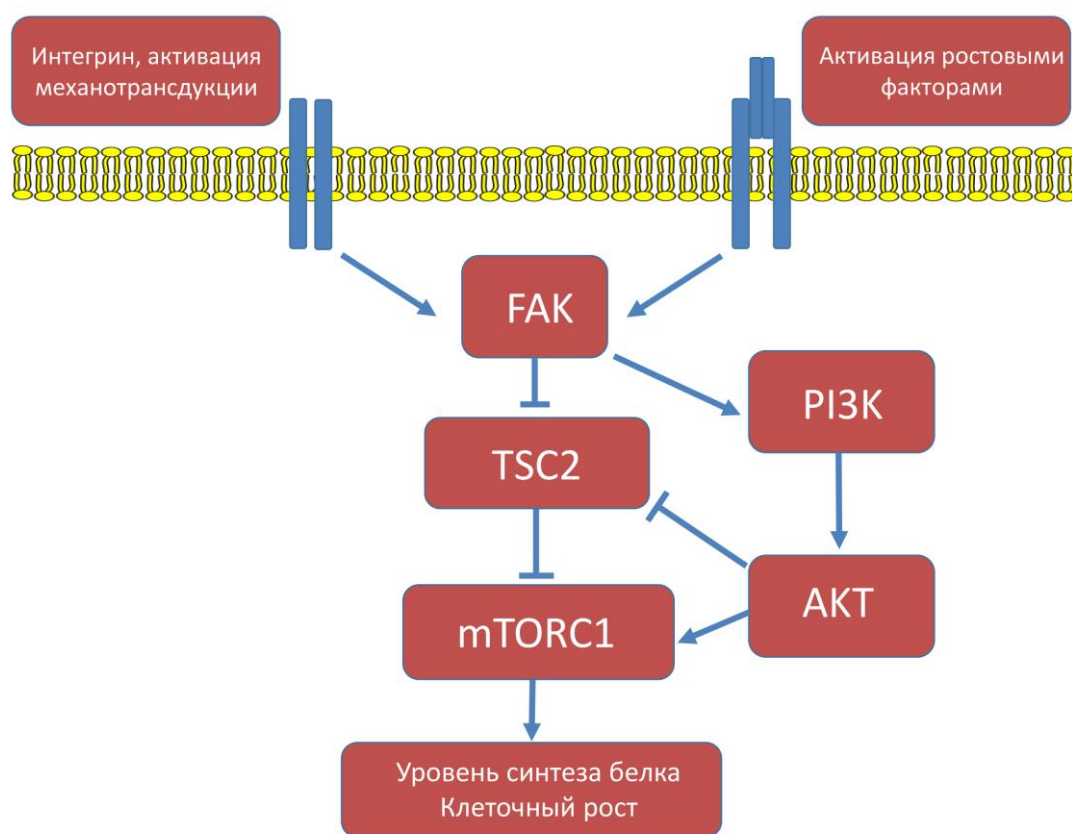 Интегрин, активация
механотрансдукции
Активация ростовыми
факторами
FAK
PI3K
TSC2
AKT
mTORC1
Уровень синтеза белка
Клеточный рост